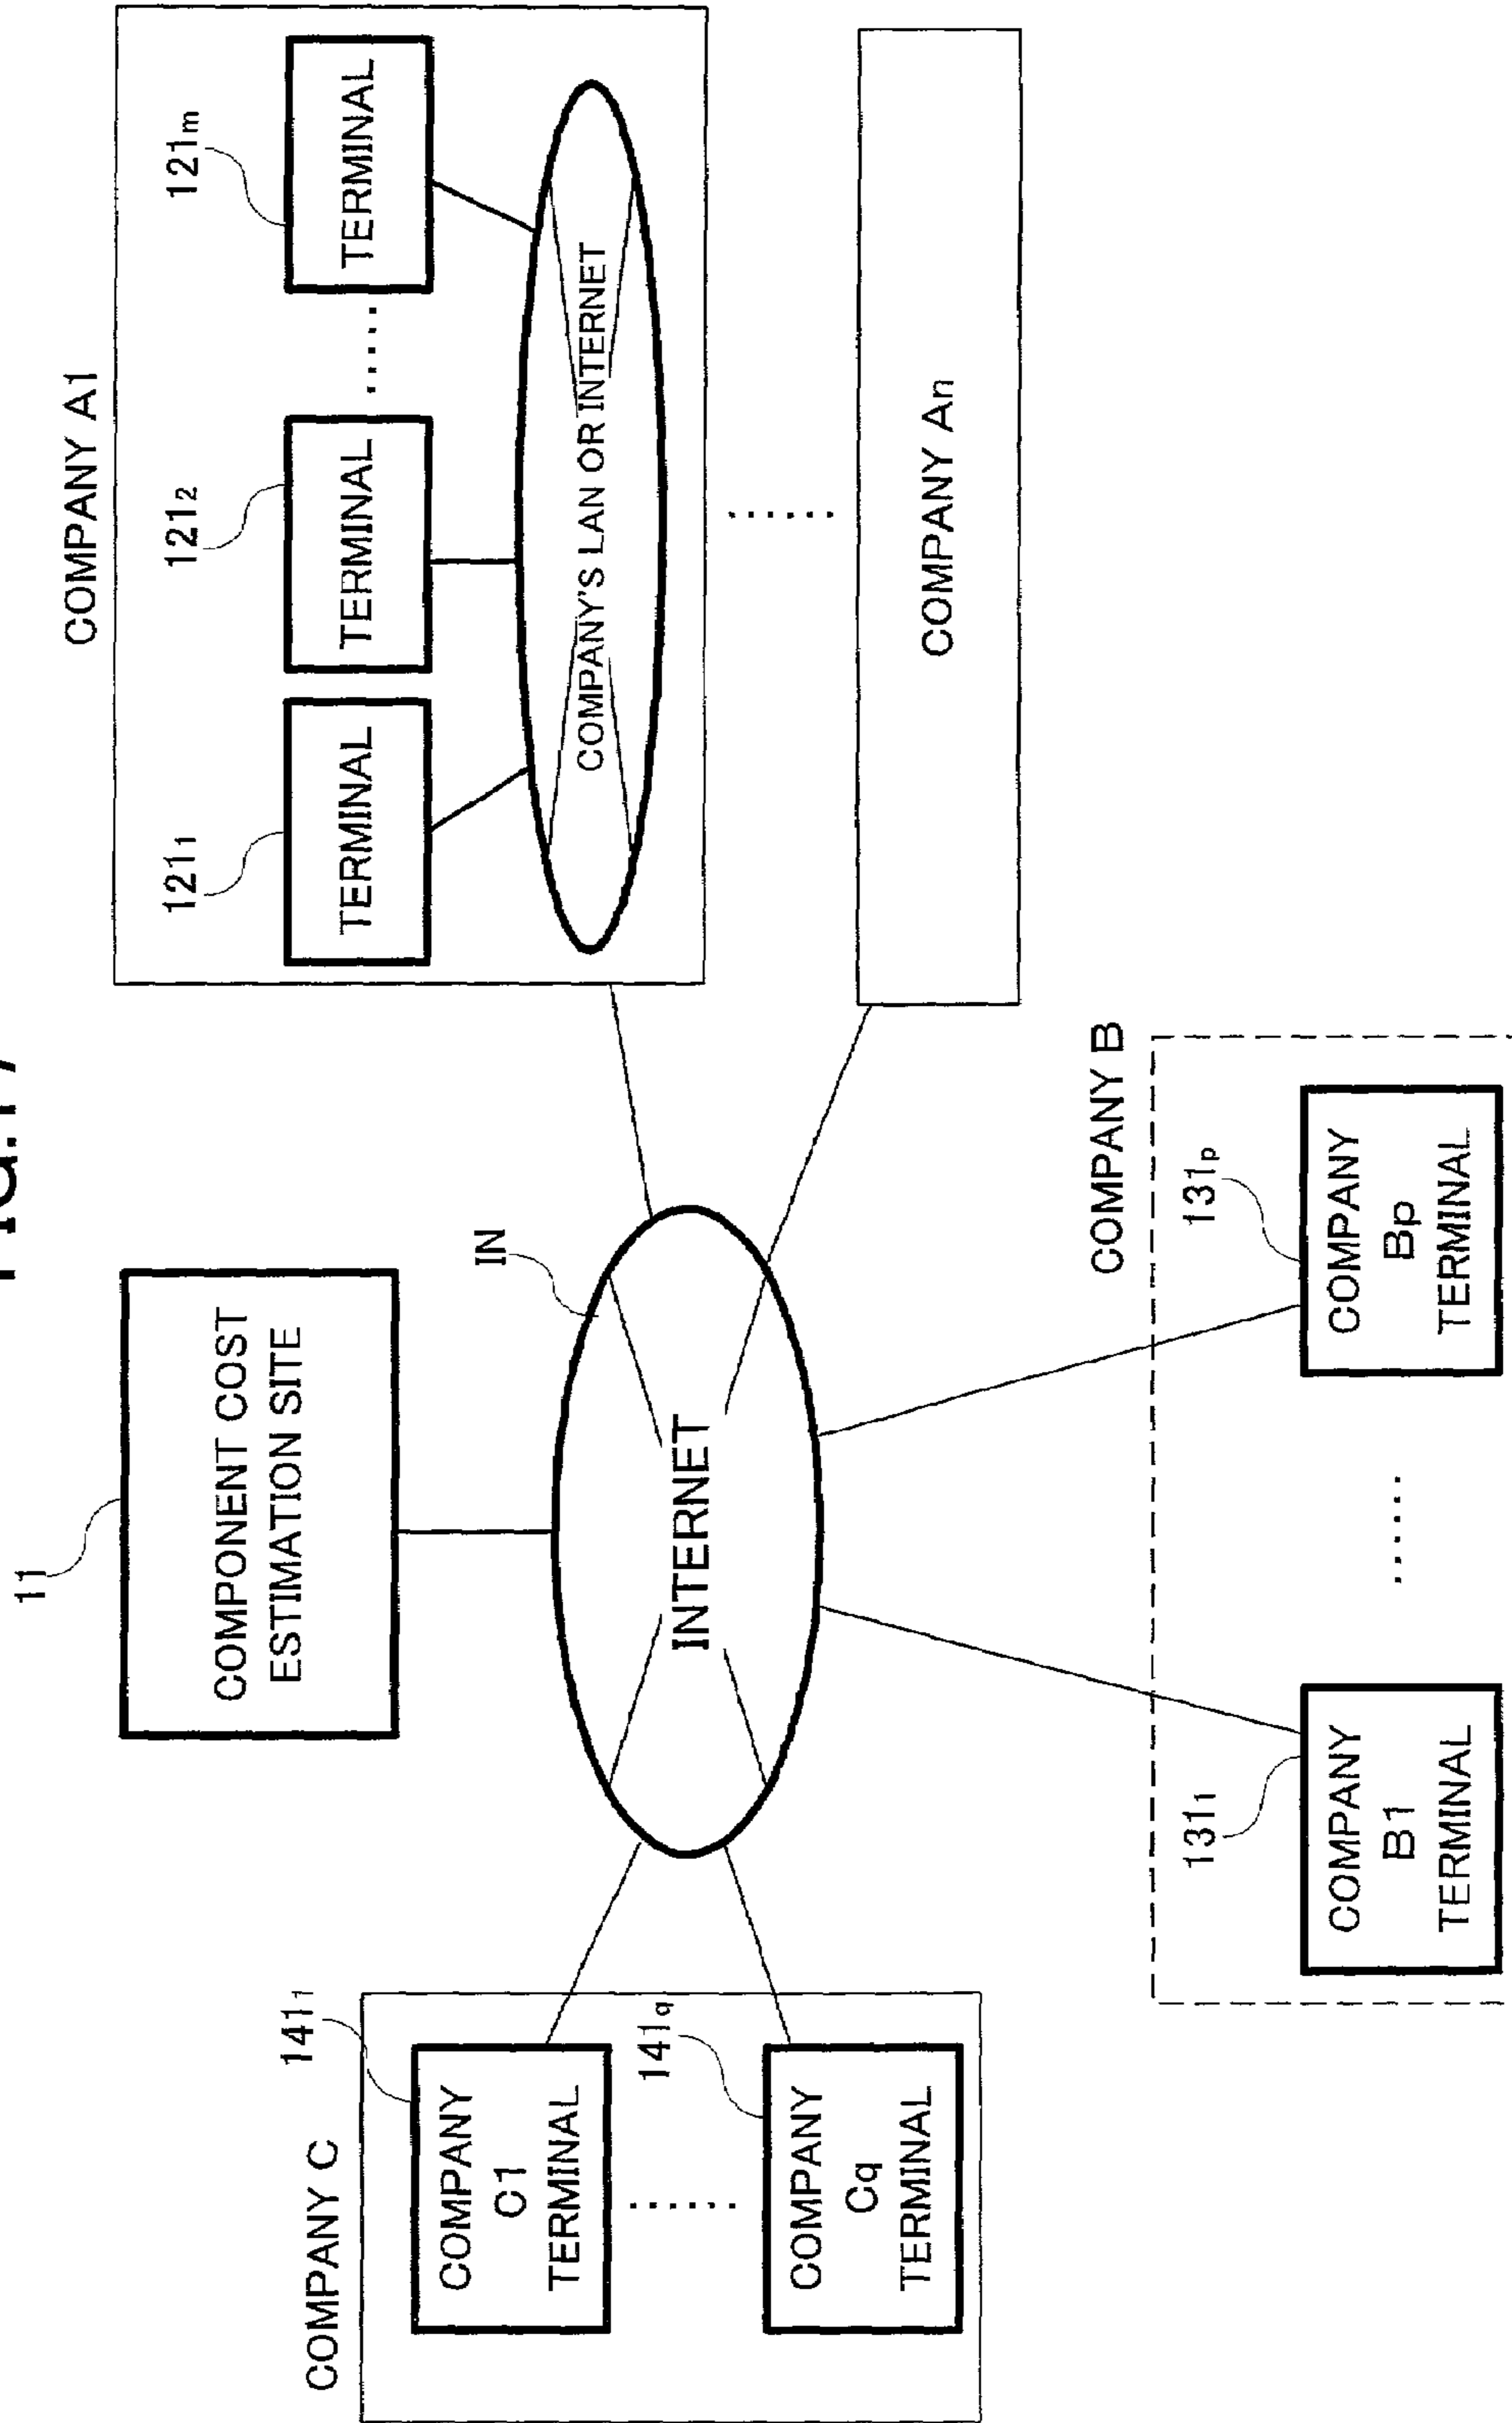 11
COMPONENT COST
ESTIMATION SITE
IN
INTERNET
COMPANY A1
121₁
121₂
121m
TERMINAL
TERMINAL
.....
TERMINAL
COMPANY'S LAN OR INTERNET
......
COMPANY An
COMPANY C
141₁
COMPANY
C1
TERMINAL
......
141q
COMPANY
Cq
TERMINAL
COMPANY B
131₁
COMPANY
B1
TERMINAL
......
131p
COMPANY
Bp
TERMINAL